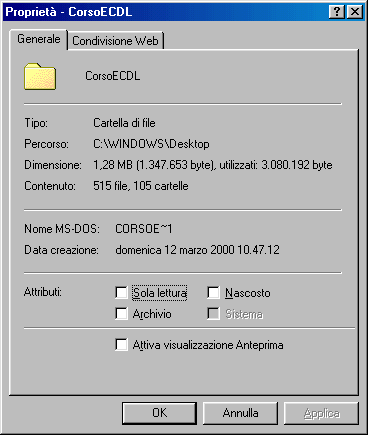 Proprietà - CorsoECDL
Generale Condivisione Web
CorsoECDL
Tipo: Cartella di file
Percorso: C:\WINDOWS\Desktop
Dimensione: 1,28 MB (1.347.653 byte), utilizzati: 3.080.192 byte
Contenuto: 515 file, 105 cartelle
Nome MS-DOS: CORSOE~1
Data creazione: domenica 12 marzo 2000 10.47.12
Attributi: Sola lettura Nascosto
Archivio Sistema
Attiva visualizzazione Anteprima
OK Annulla Applica